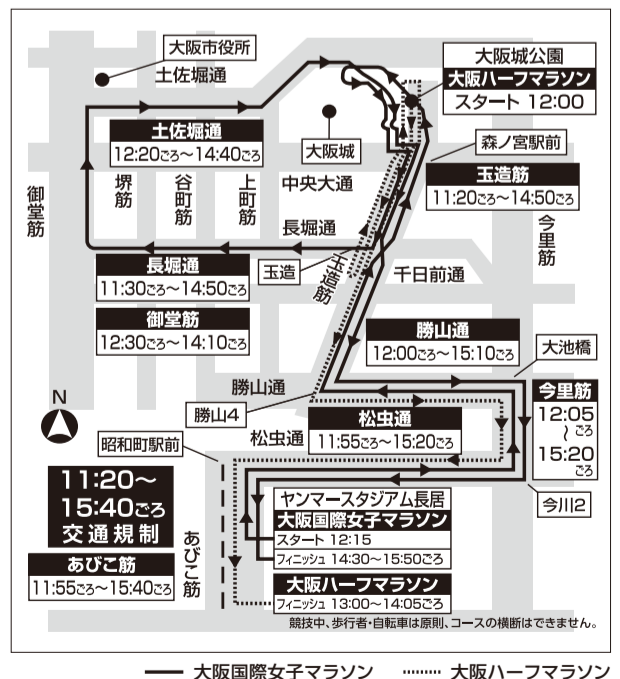 大阪市役所
土佐堀通
大阪城公園
大阪ハーフマラソン
スタート 12:00
土佐堀通
12:20ごろ〜14:40ごろ
大阪城
森ノ宮駅前
玉造筋
11:20ごろ〜14:50ごろ
御堂筋
堺筋
谷町筋
上町筋
中央大通
今里筋
長堀通
玉造
玉造筋
千日前通
長堀通
11:30ごろ〜14:50ごろ
御堂筋
12:30ごろ〜14:10ごろ
勝山通
12:00ごろ〜15:10ごろ
大池橋
勝山通
勝山4
今里筋
12:05
〜ごろ
15:20
ごろ
N
松虫通
11:55ごろ〜15:20ごろ
松虫通
昭和町駅前
今川2
11:20〜
15:40ごろ
交通規制
あびこ筋
あびこ筋
11:55ごろ〜15:40ごろ
ヤンマースタジアム長居
大阪国際女子マラソン
スタート 12:15
フィニッシュ 14:30〜15:50ごろ
大阪ハーフマラソン
フィニッシュ 13:00〜14:05ごろ
競技中、歩行者・自転車は原則、コースの横断はできません。
大阪国際女子マラソン
大阪ハーフマラソン